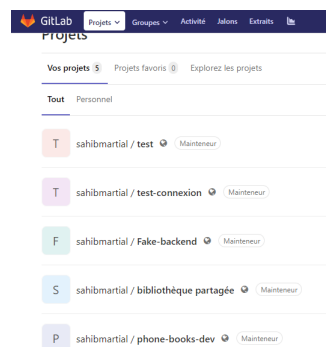 GitLab Projets Groupes Activité Jalons Extraits
Projets
Vos projets 5 Projets favoris 0 Explorez les projets
Tout Personnel
T sahibmartial / test Mainteneur
T sahibmartial / test-connexion Mainteneur
F sahibmartial / Fake-backend Mainteneur
S sahibmartial / bibliothèque partagée Mainteneur
P sahibmartial / phone-books-dev Mainteneur